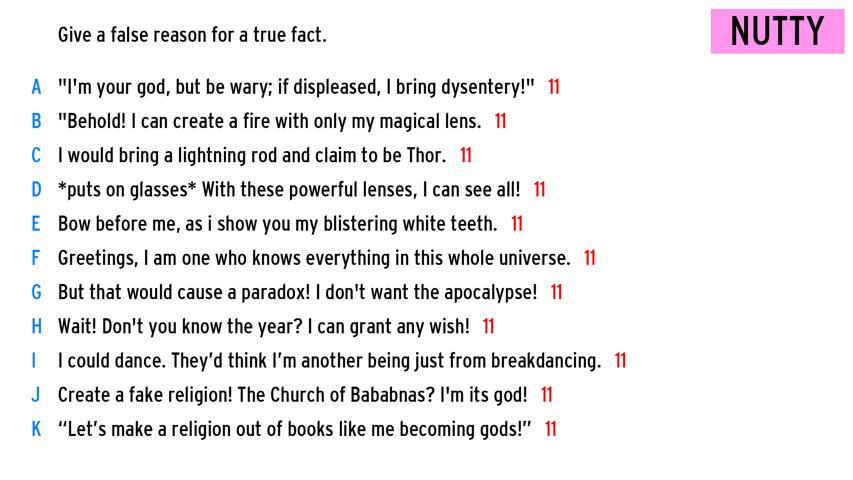 Give a false reason for a true fact.
NUTTY
A "I'm your god, but be wary; if displeased, I bring dysentery!" 11
B "Behold! I can create a fire with only my magical lens. 11
C I would bring a lightning rod and claim to be Thor. 11
D *puts on glasses* With these powerful lenses, I can see all! 11
E Bow before me, as i show you my blistering white teeth. 11
F Greetings, I am one who knows everything in this whole universe. 11
G But that would cause a paradox! I don't want the apocalypse! 11
H Wait! Don't you know the year? I can grant any wish! 11
I I could dance. They’d think I’m another being just from breakdancing. 11
J Create a fake religion! The Church of Bababnas? I'm its god! 11
K “Let’s make a religion out of books like me becoming gods!” 11